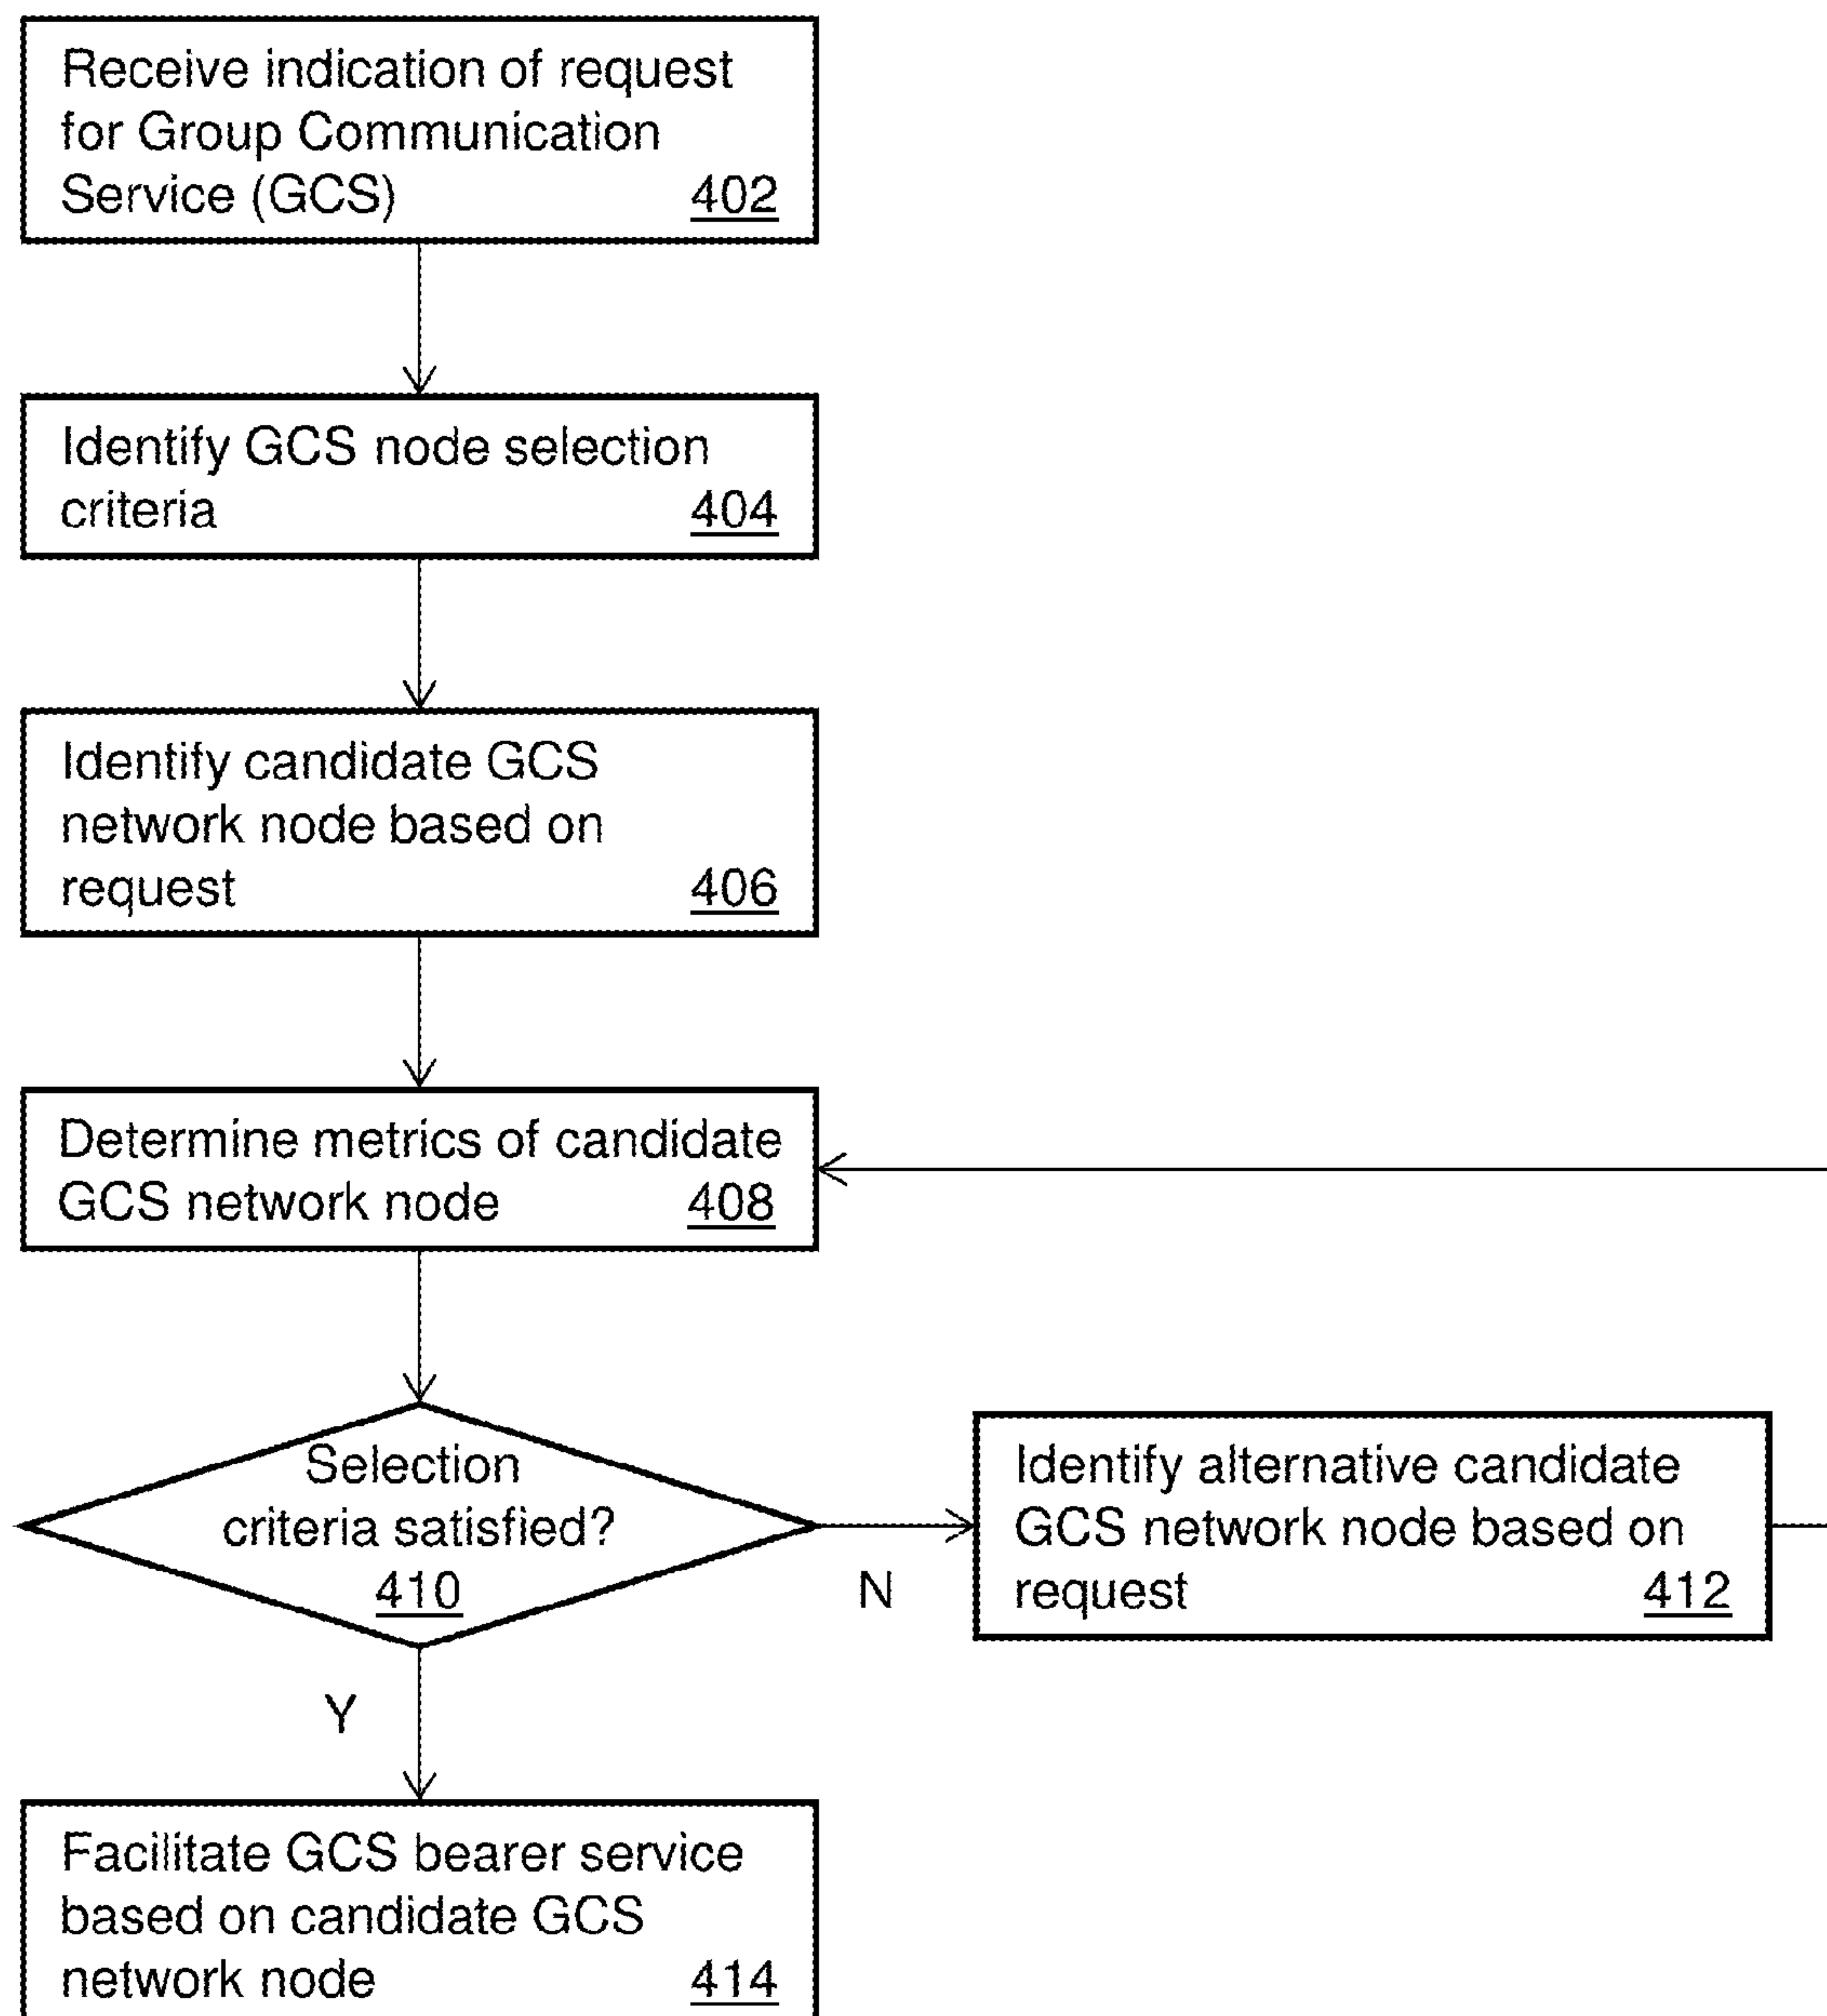 Receive indication of request
for Group Communication
Service (GCS) 402
Identify GCS node selection
criteria 404
Identify candidate GCS
network node based on
request 406
Determine metrics of candidate
GCS network node 408
Selection
criteria satisfied?
410
N
Identify alternative candidate
GCS network node based on
request 412
Y
Facilitate GCS bearer service
based on candidate GCS
network node 414